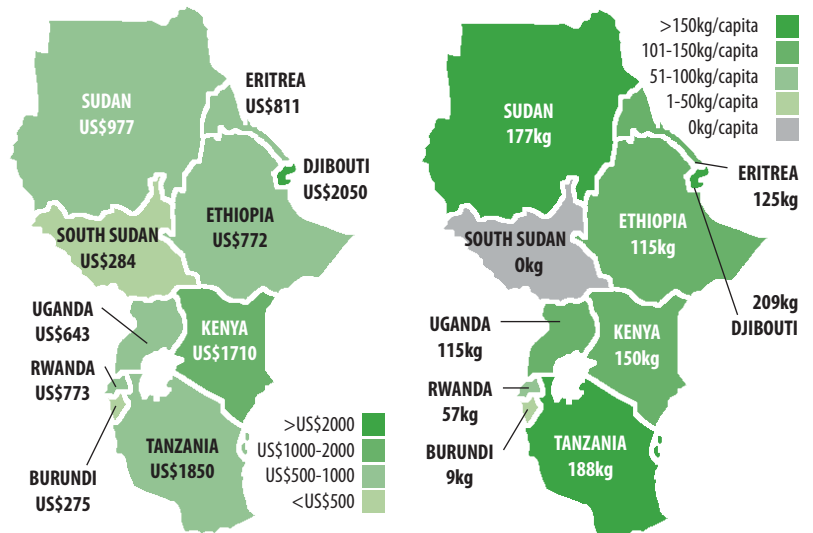 SUDAN
US$977
ERITREA
US$811
DJIBOUTI
US$2050
ETHIOPIA
US$772
SOUTH SUDAN
US$284
UGANDA
US$643
KENYA
US$1710
RWANDA
US$773
TANZANIA
US$1850
BURUNDI
US$275
>US$2000
US$1000-2000
US$500-1000
<US$500
>150kg/capita
101-150kg/capita
51-100kg/capita
1-50kg/capita
0kg/capita
SUDAN
177kg
ERITREA
125kg
ETHIOPIA
115kg
SOUTH SUDAN
0kg
209kg
DJIBOUTI
UGANDA
115kg
KENYA
150kg
RWANDA
57kg
BURUNDI
9kg
TANZANIA
188kg